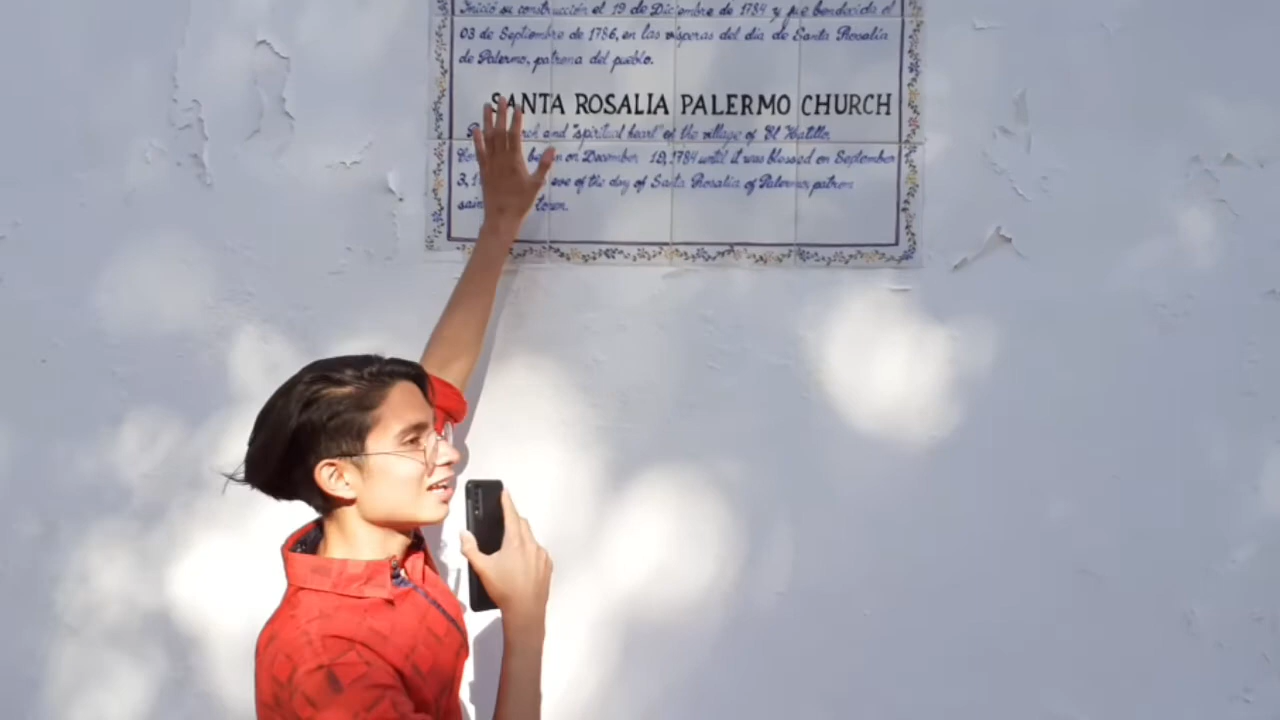 Inició su construcción el 19 de Diciembre de 1784 y fue bendecida el
03 de Septiembre de 1786, en las vísperas del día de Santa Rosalía
de Palermo, patrona del pueblo.
SANTA ROSALIA PALERMO CHURCH
and "spiritual heart" of the village of El Hatillo.
on December 19, 1784 until it was blessed on September
3, eve of the day of Santa Rosalia of Palermo, patron
town.